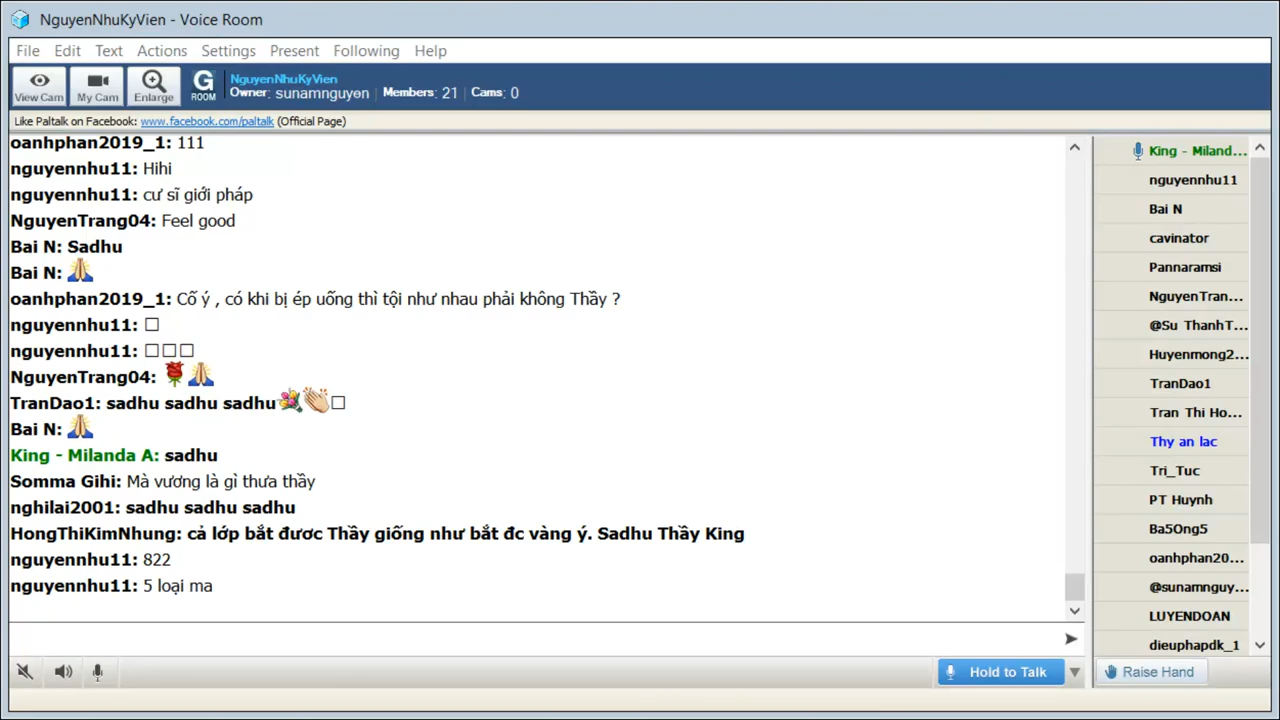 NguyenNhuKyVien - Voice Room
File Edit Text Actions Settings Present Following Help
View Cam My Cam Enlarge G ROOM NguyenNhuKyVien
Owner: sunamnguyen Members: 21 Cams: 0
Like Paltalk on Facebook: www.facebook.com/paltalk (Official Page)
oanhphan2019_1: 111
nguyennhu11: Hihi
nguyennhu11: cư sĩ giới pháp
NguyenTrang04: Feel good
Bai N: Sadhu
Bai N: 🙏
oanhphan2019_1: Cố ý , có khi bị ép uống thì tội như nhau phải không Thầy ?
nguyennhu11: □
nguyennhu11: □□□
NguyenTrang04: 🌹🙏
TranDao1: sadhu sadhu sadhu💐👏□
Bai N: 🙏
King - Milanda A: sadhu
Somma Gihi: Mà vương là gì thưa thầy
nghilai2001: sadhu sadhu sadhu
HongThiKimNhung: cả lớp bắt đươc Thầy giống như bắt đc vàng ý. Sadhu Thầy King
nguyennhu11: 822
nguyennhu11: 5 loại ma
King - Miland...
nguyennhu11
Bai N
cavinator
Pannaramsi
NguyenTran...
@Su ThanhT...
Huyenmong2...
TranDao1
Tran Thi Ho...
Thy an lac
Tri_Tuc
PT Huynh
Ba5Ong5
oanhphan20...
@sunamnguy...
LUYENDOAN
dieuphapdk_1
Hold to Talk
Raise Hand